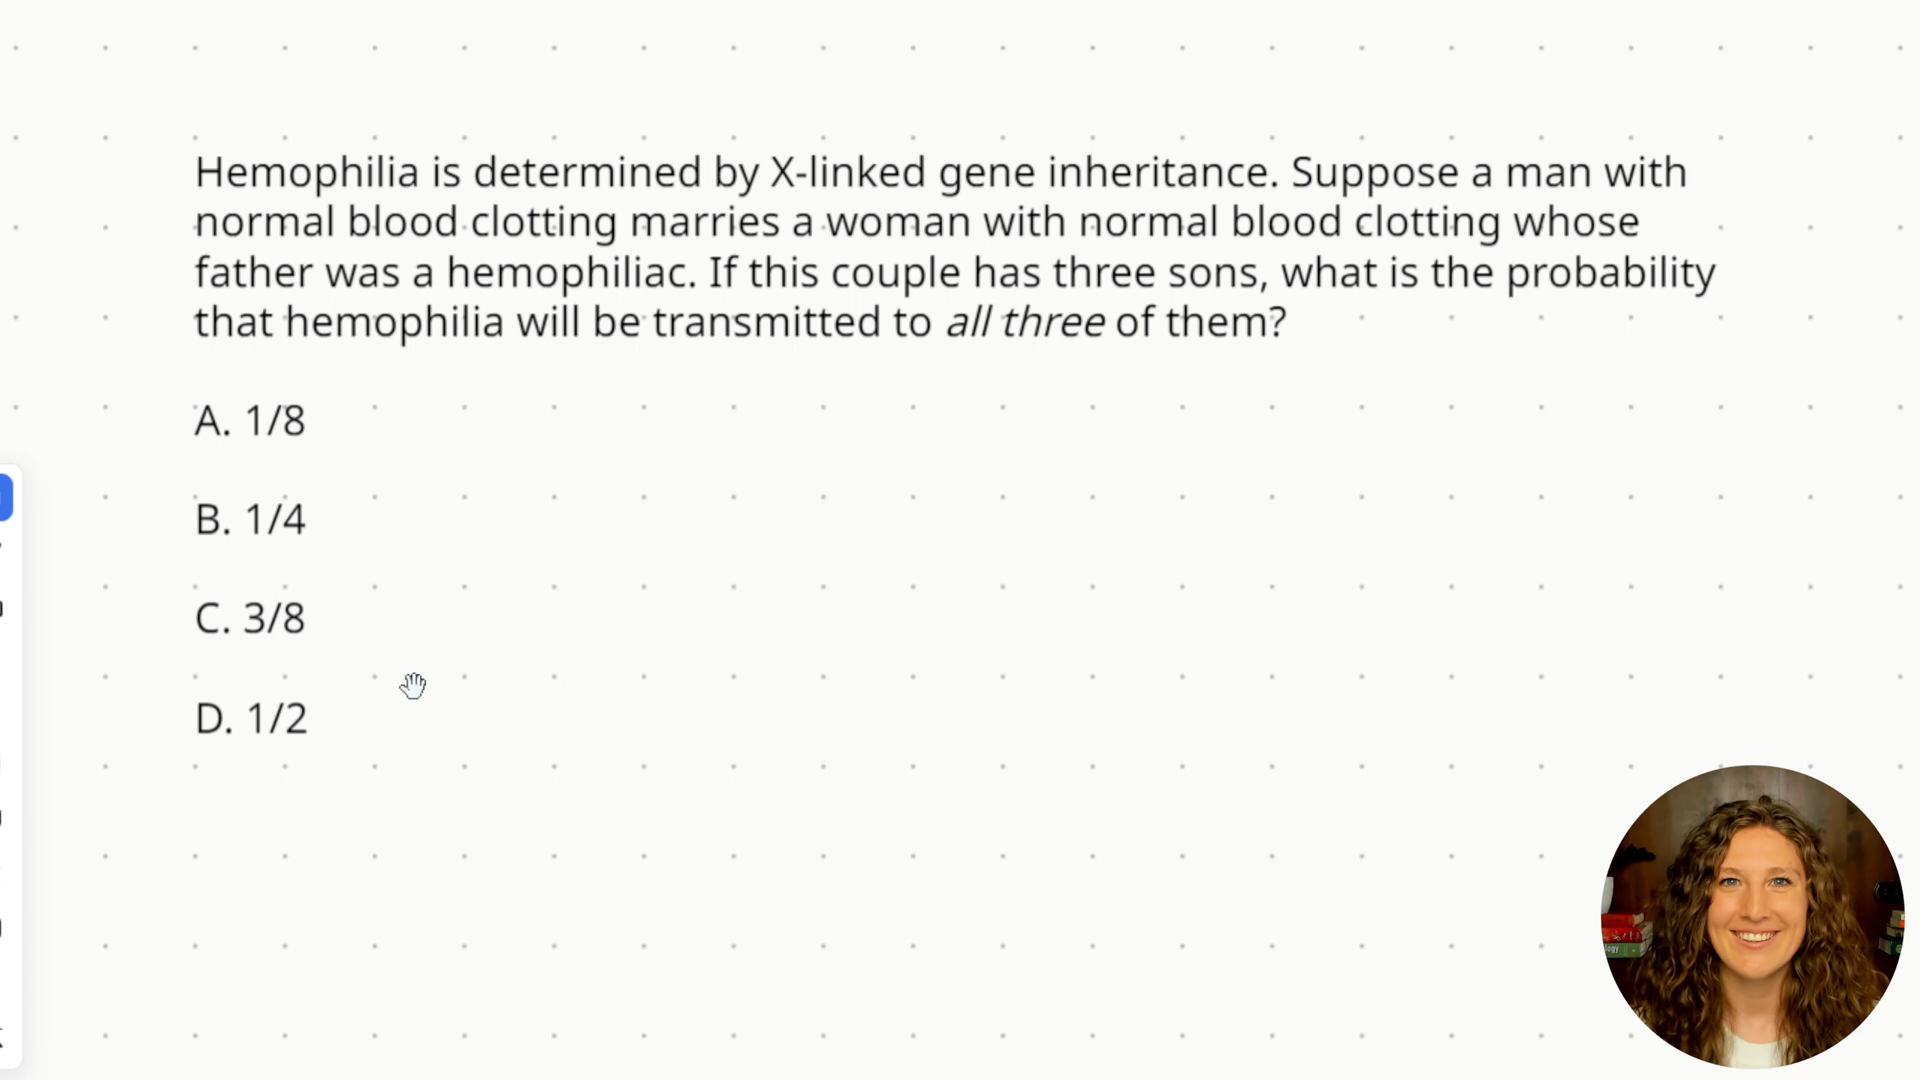 Hemophilia is determined by X-linked gene inheritance. Suppose a man with
normal blood clotting marries a woman with normal blood clotting whose
father was a hemophiliac. If this couple has three sons, what is the probability
that hemophilia will be transmitted to all three of them?
A. 1/8
B. 1/4
C. 3/8
D. 1/2